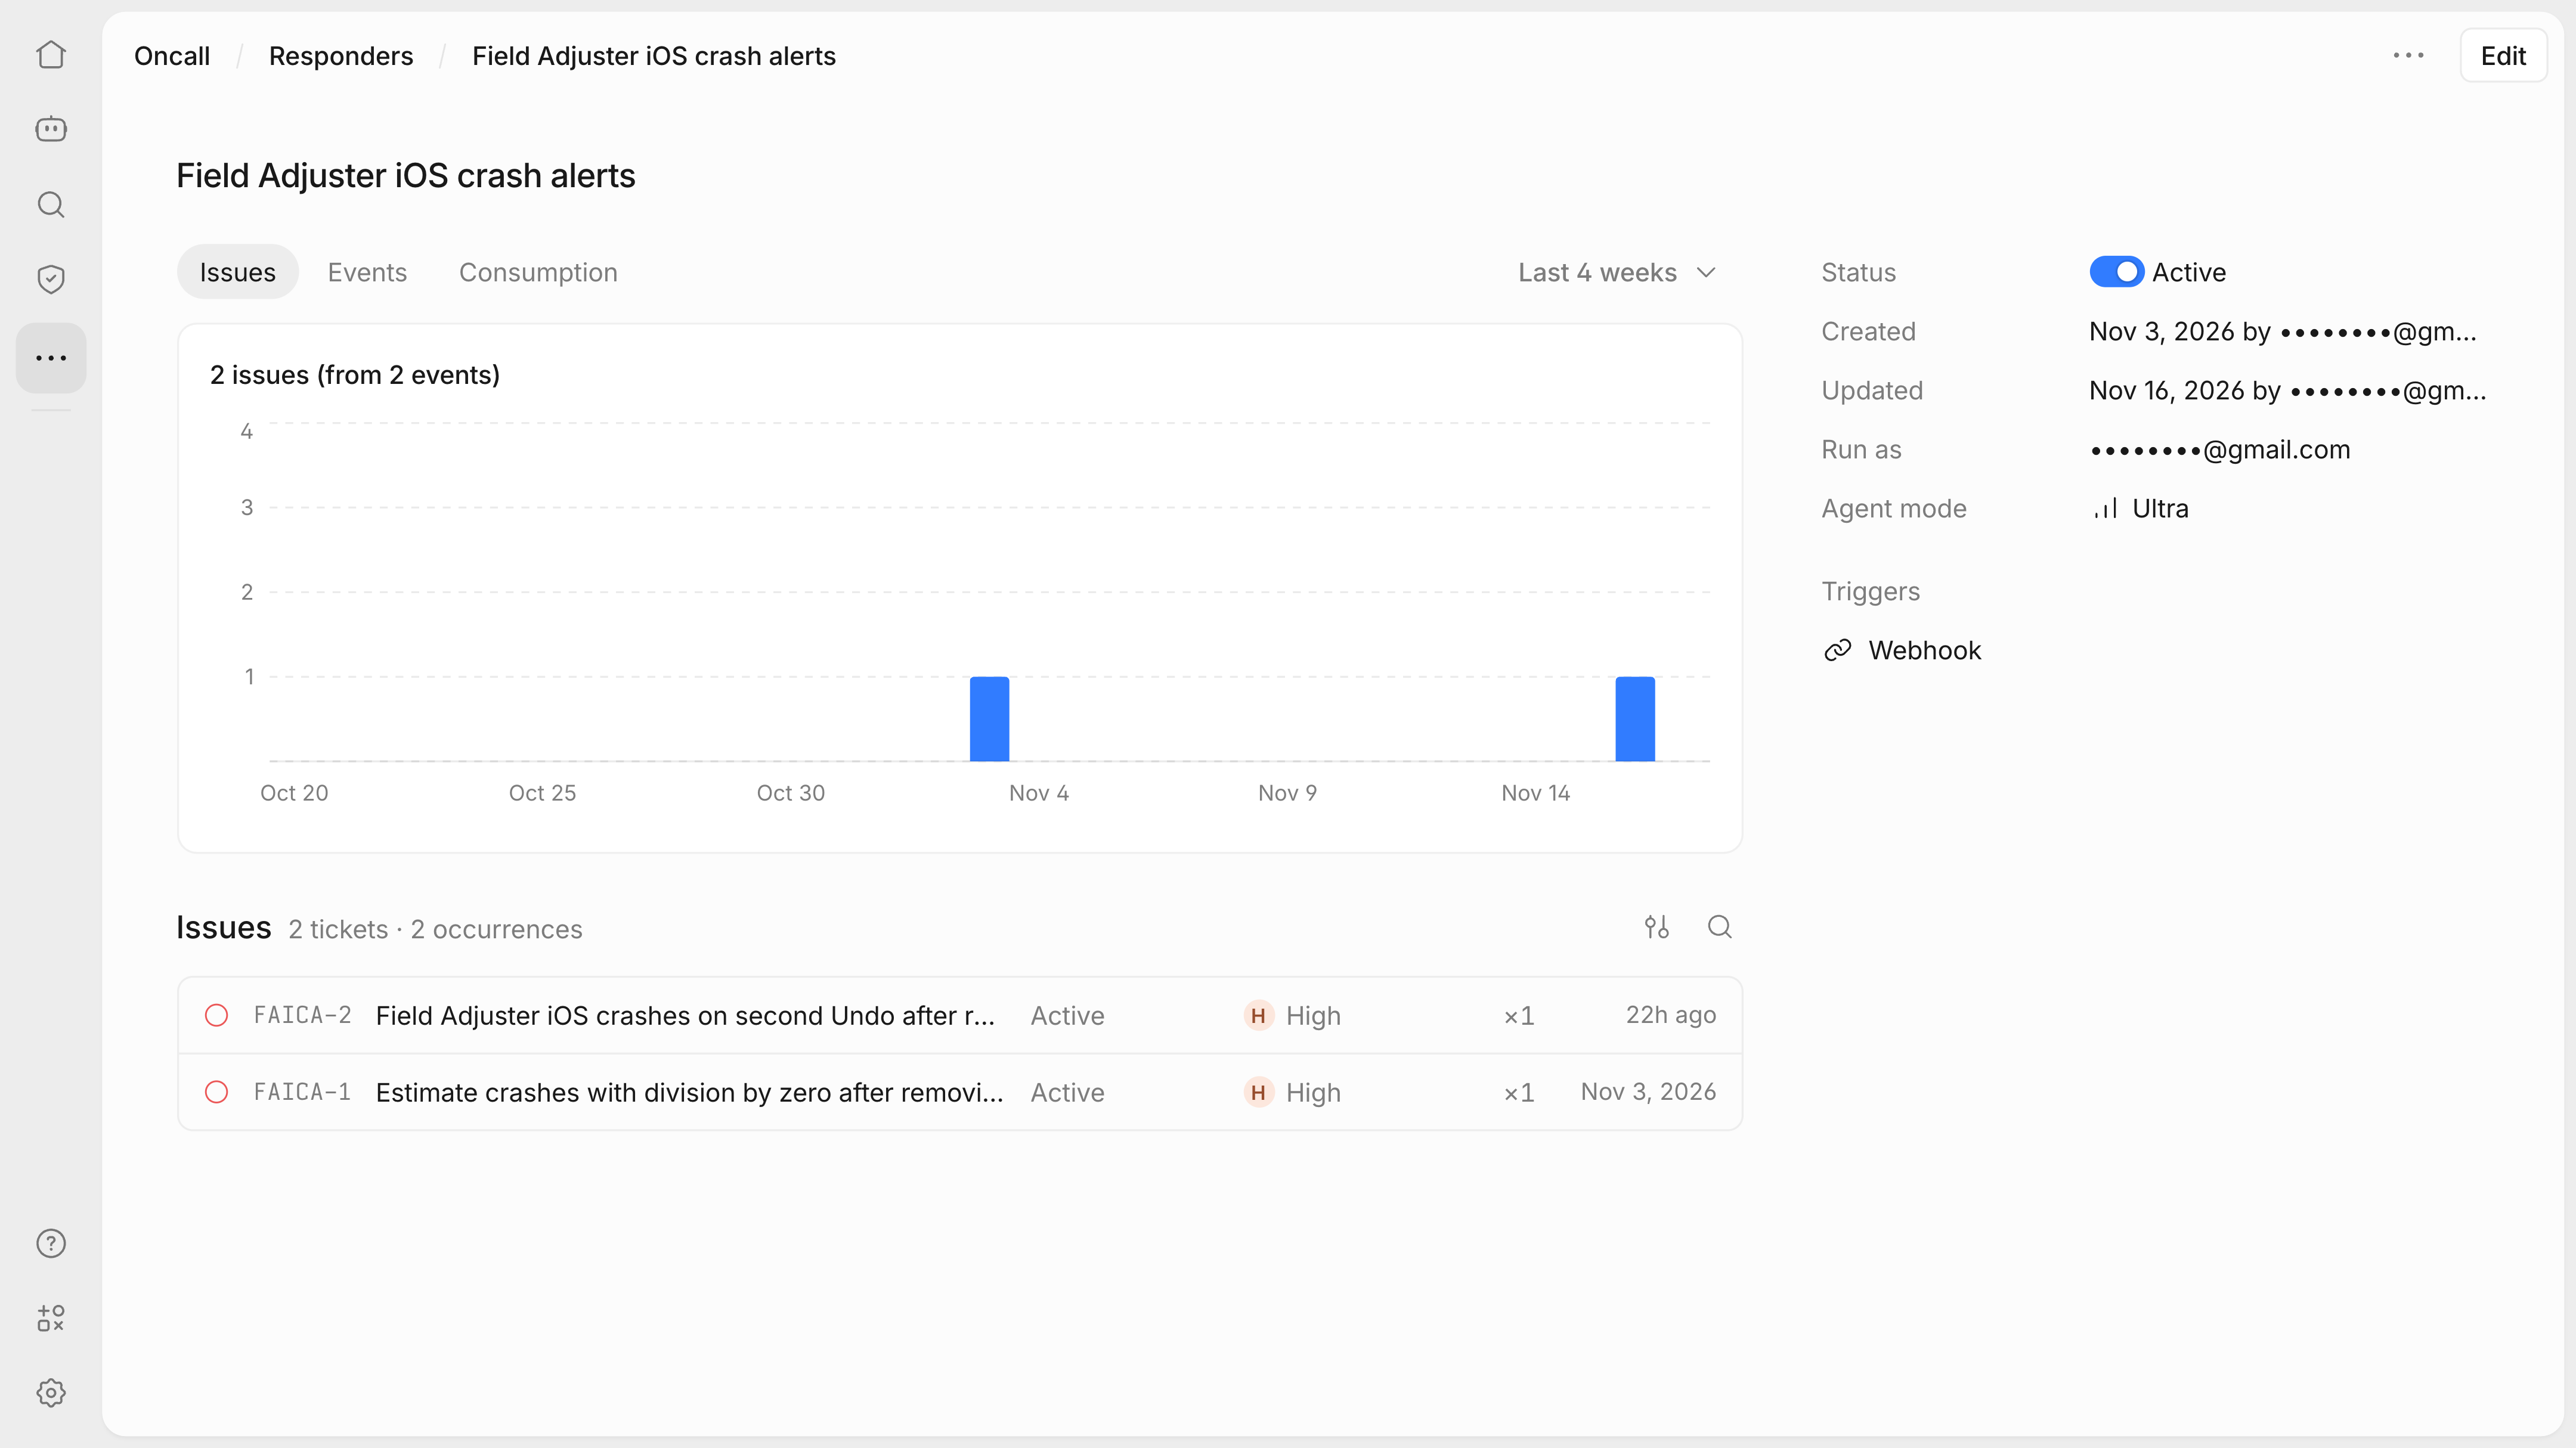 Oncall / Responders / Field Adjuster iOS crash alerts
Edit
Field Adjuster iOS crash alerts
Issues Events Consumption
Last 4 weeks
2 issues (from 2 events)
4
3
2
1
Oct 20 Oct 25 Oct 30 Nov 4 Nov 9 Nov 14
Issues 2 tickets · 2 occurrences
FAICA-2 Field Adjuster iOS crashes on second Undo after r... Active H High ×1 22h ago
FAICA-1 Estimate crashes with division by zero after removi... Active H High ×1 Nov 3, 2026
Status Active
Created Nov 3, 2026 by ••••••••@gm...
Updated Nov 16, 2026 by ••••••••@gm...
Run as ••••••••@gmail.com
Agent mode Ultra
Triggers
Webhook